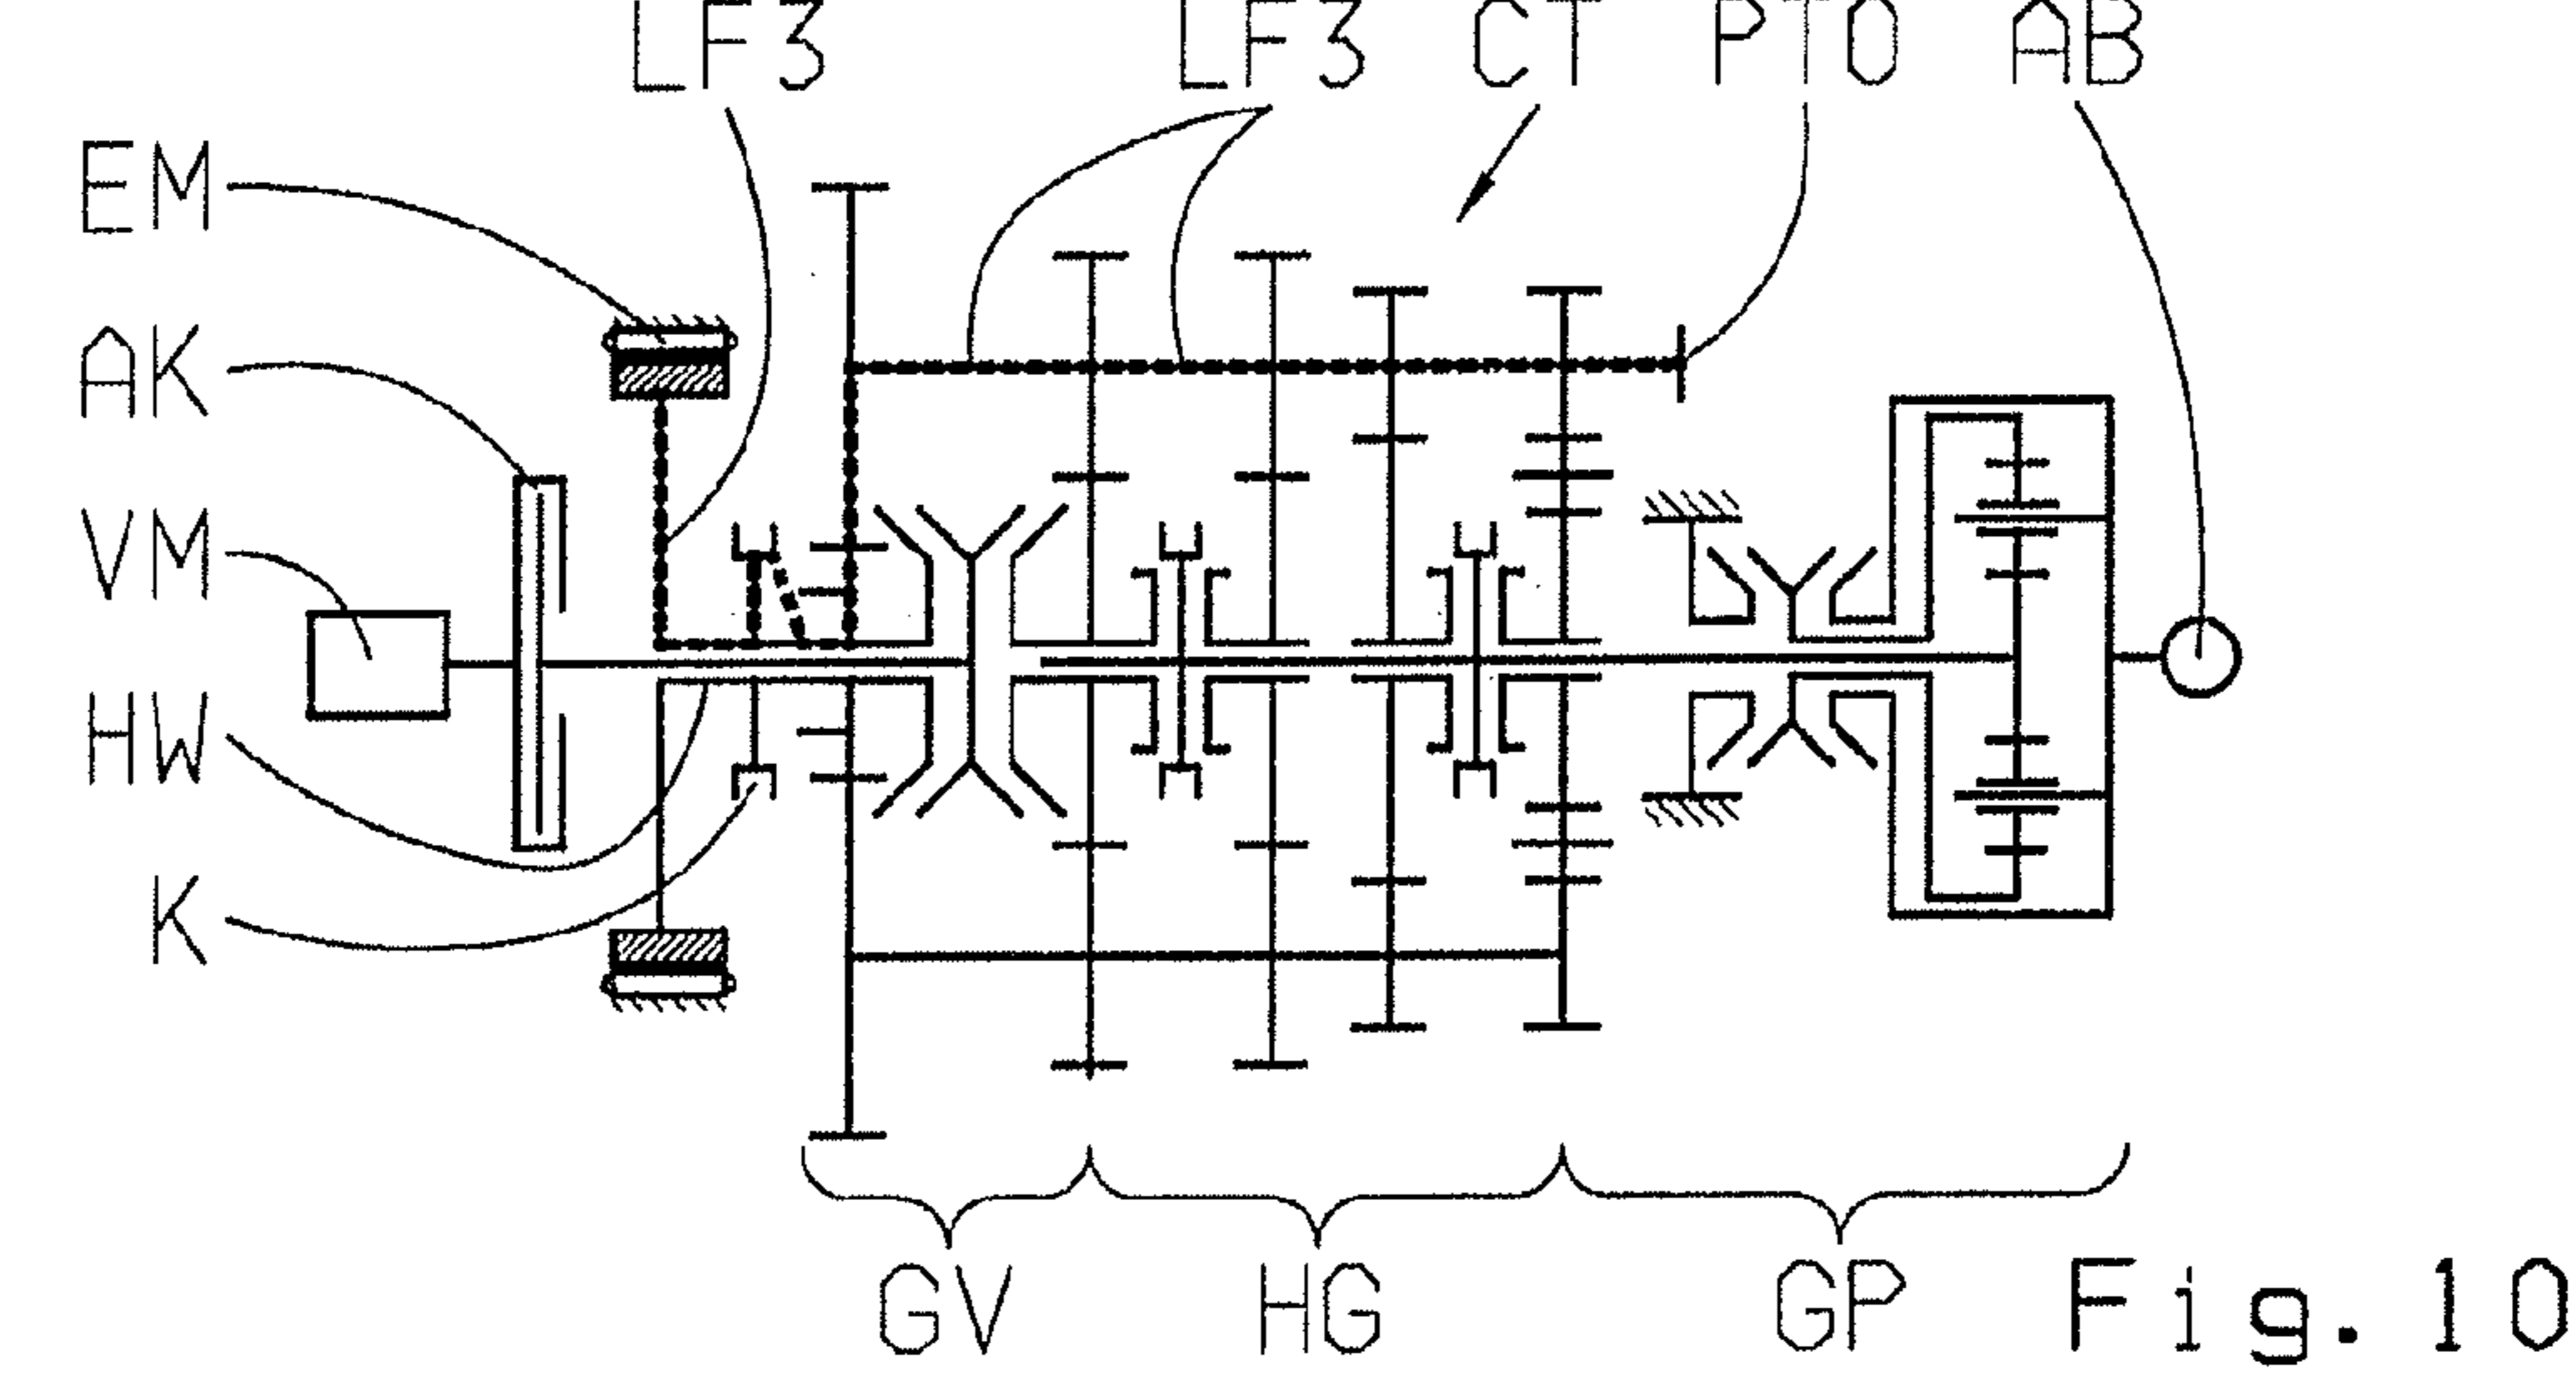 LF3 LF3 CT PTO AB
EM
AK
VM
HW
K
GV HG GP Fig. 10